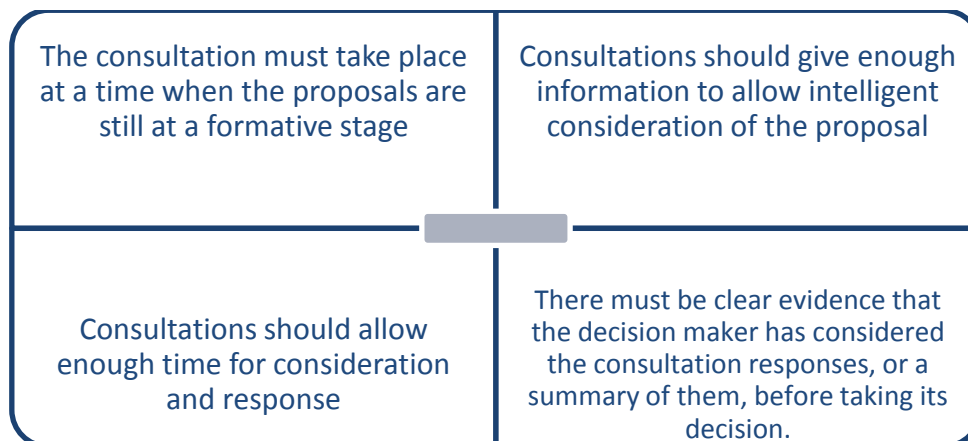 The consultation must take place
at a time when the proposals are
still at a formative stage
Consultations should give enough
information to allow intelligent
consideration of the proposal
Consultations should allow
enough time for consideration
and response
There must be clear evidence that
the decision maker has considered
the consultation responses, or a
summary of them, before taking its
decision.